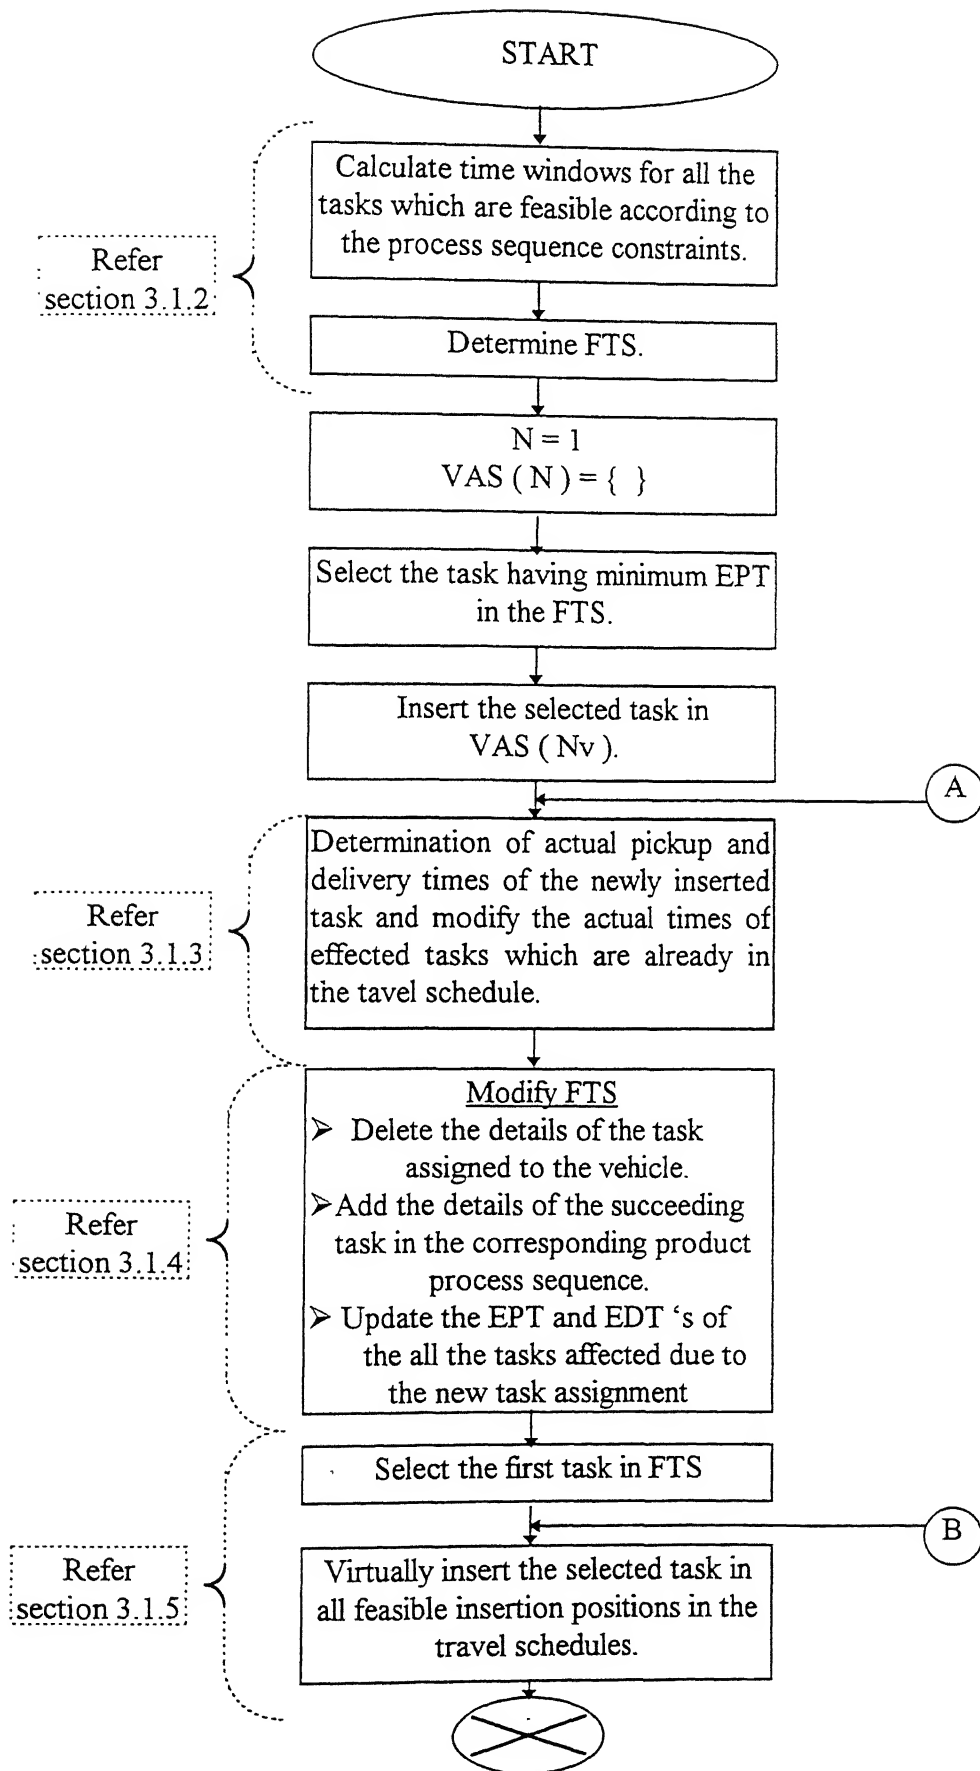 START
Calculate time windows for all the
tasks which are feasible according to
the process sequence constraints.
Refer
section 3.1.2
Determine FTS.
N = 1
VAS ( N ) = { }
Select the task having minimum EPT
in the FTS.
Insert the selected task in
VAS ( Nv ).
A
Determination of actual pickup and
delivery times of the newly inserted
task and modify the actual times of
effected tasks which are already in
the tavel schedule.
Refer
section 3.1.3
Modify FTS
➢ Delete the details of the task
assigned to the vehicle.
➢Add the details of the succeeding
task in the corresponding product
process sequence.
➢ Update the EPT and EDT ‘s of
the all the tasks affected due to
the new task assignment
Refer
section 3.1.4
Select the first task in FTS
B
Virtually insert the selected task in
all feasible insertion positions in the
travel schedules.
Refer
section 3.1.5